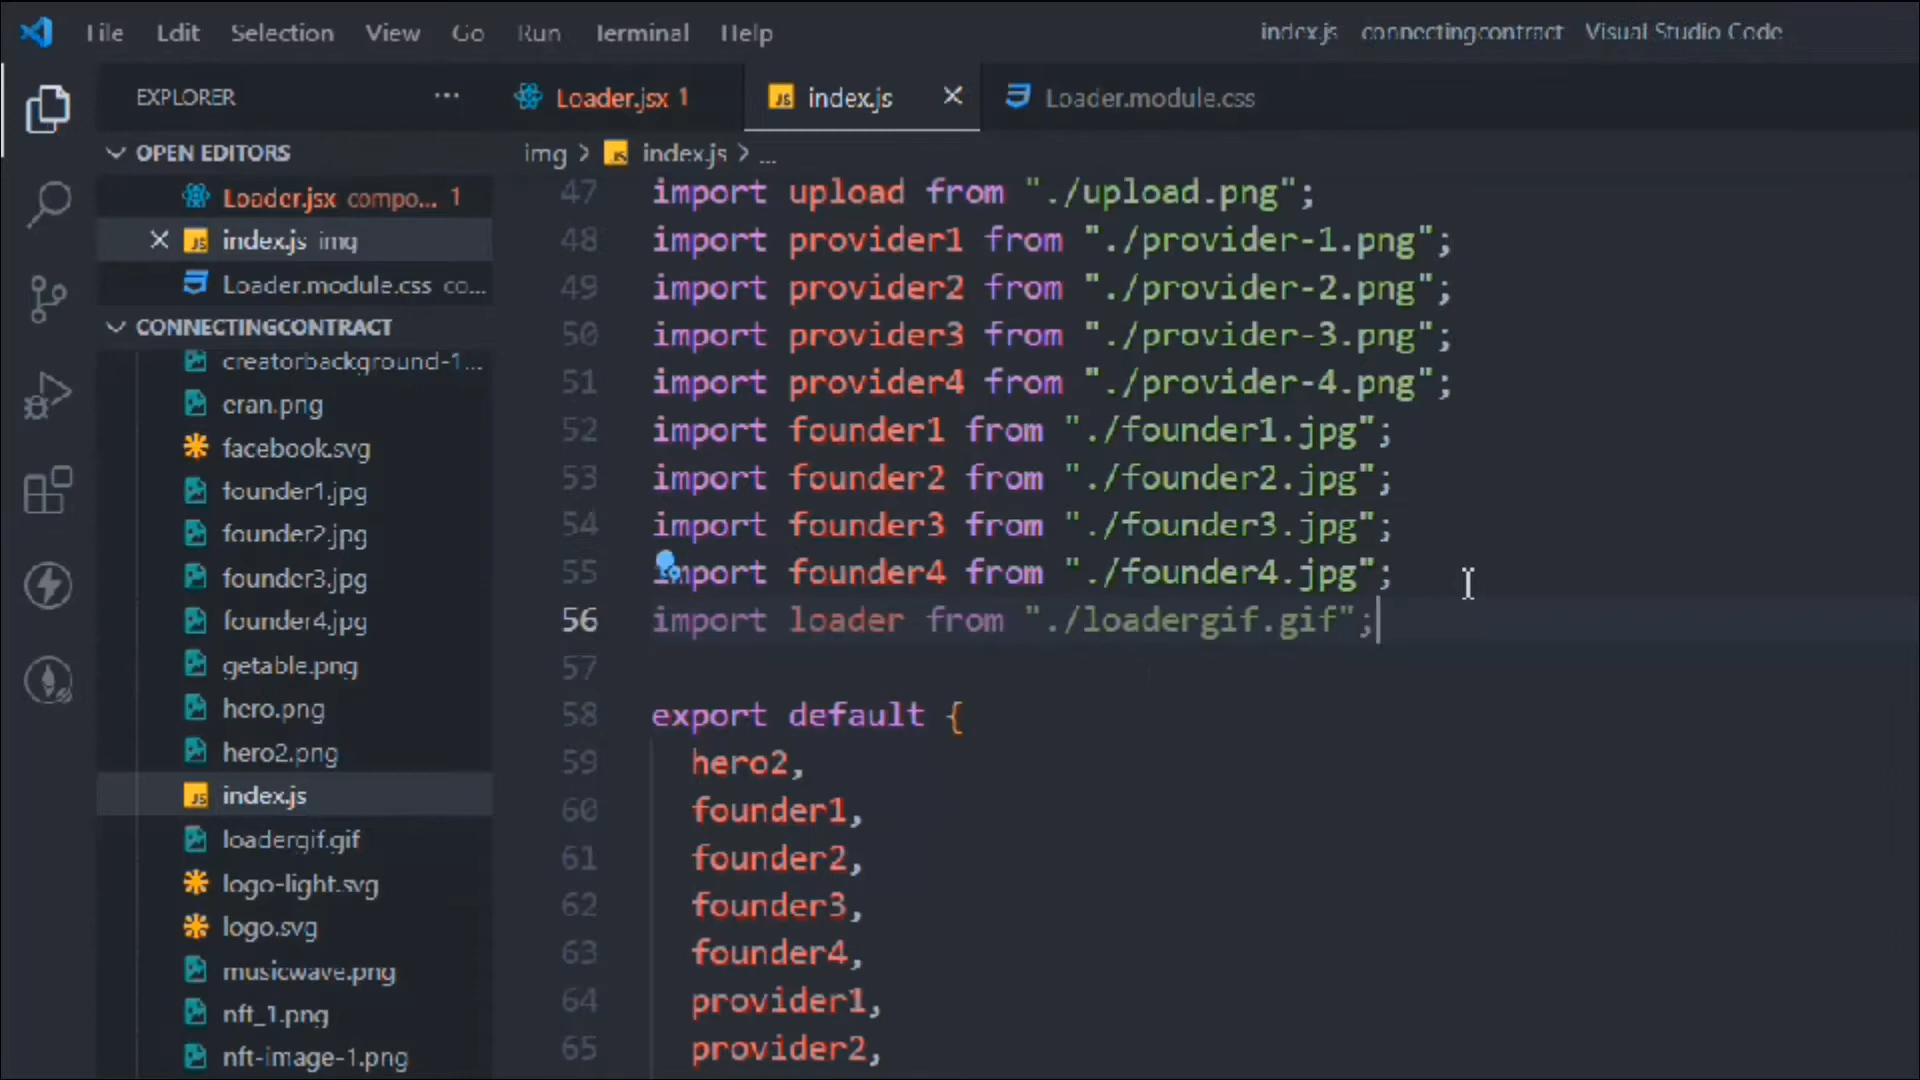 File Edit Selection View Go Run Terminal Help
index.js connectingcontract Visual Studio Code
EXPLORER ...
Loader.jsx 1
index.js
Loader.module.css
OPEN EDITORS
Loader.jsx compo... 1
index.js img
Loader.module.css co...
CONNECTINGCONTRACT
creatorbackground-1...
eran.png
facebook.svg
founder1.jpg
founder2.jpg
founder3.jpg
founder4.jpg
getable.png
hero.png
hero2.png
index.js
loadergif.gif
logo-light.svg
logo.svg
musicwave.png
nft_1.png
nft-image-1.png
img > index.js > ...
47 import upload from "./upload.png";
48 import provider1 from "./provider-1.png";
49 import provider2 from "./provider-2.png";
50 import provider3 from "./provider-3.png";
51 import provider4 from "./provider-4.png";
52 import founder1 from "./founder1.jpg";
53 import founder2 from "./founder2.jpg";
54 import founder3 from "./founder3.jpg";
55 import founder4 from "./founder4.jpg";
56 import loader from "./loadergif.gif";
57
58 export default {
59 hero2,
60 founder1,
61 founder2,
62 founder3,
63 founder4,
64 provider1,
65 provider2,